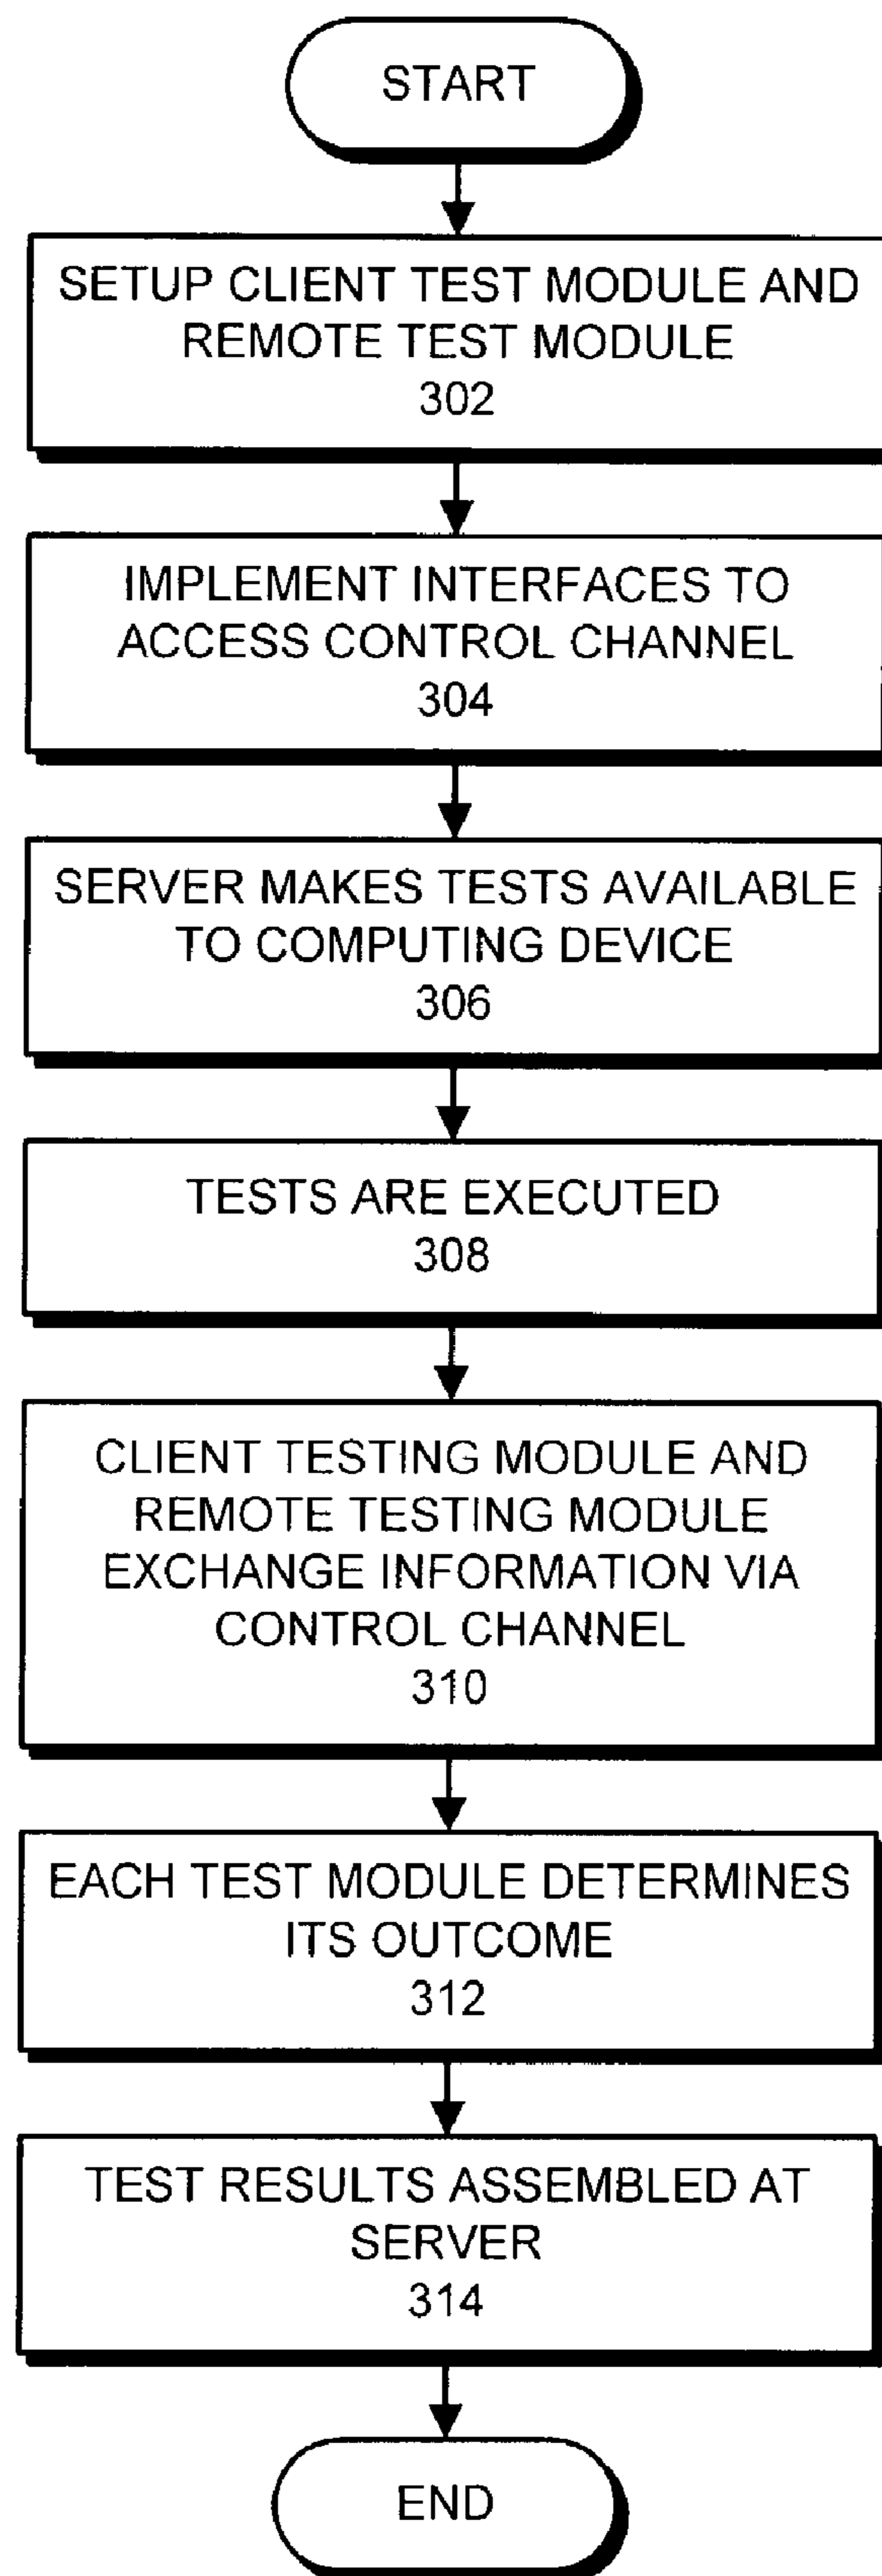 START
SETUP CLIENT TEST MODULE AND
REMOTE TEST MODULE
302
IMPLEMENT INTERFACES TO
ACCESS CONTROL CHANNEL
304
SERVER MAKES TESTS AVAILABLE
TO COMPUTING DEVICE
306
TESTS ARE EXECUTED
308
CLIENT TESTING MODULE AND
REMOTE TESTING MODULE
EXCHANGE INFORMATION VIA
CONTROL CHANNEL
310
EACH TEST MODULE DETERMINES
ITS OUTCOME
312
TEST RESULTS ASSEMBLED AT
SERVER
314
END